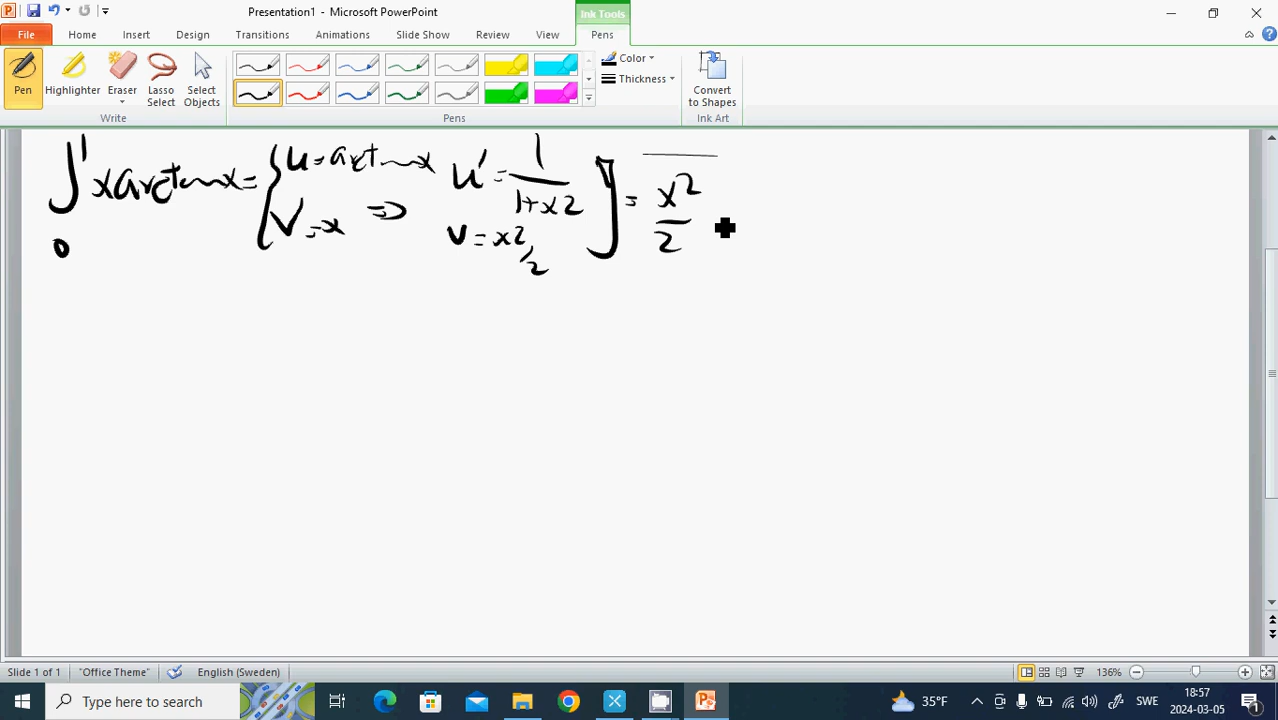 Presentation1 - Microsoft PowerPoint
Ink Tools
File Home Insert Design Transitions Animations Slide Show Review View Pens
Pen Highlighter Eraser Lasso Select Select Objects
Color
Thickness
Convert to Shapes
Write Pens Ink Art
∫₀¹ x arctan x = { u = arctan x u' = 1/(1+x2)
V = x ⇒ v = x2/2 ] = x²/2
Slide 1 of 1 "Office Theme" English (Sweden) 136%
Type here to search 35°F SWE 18:57
2024-03-05 1